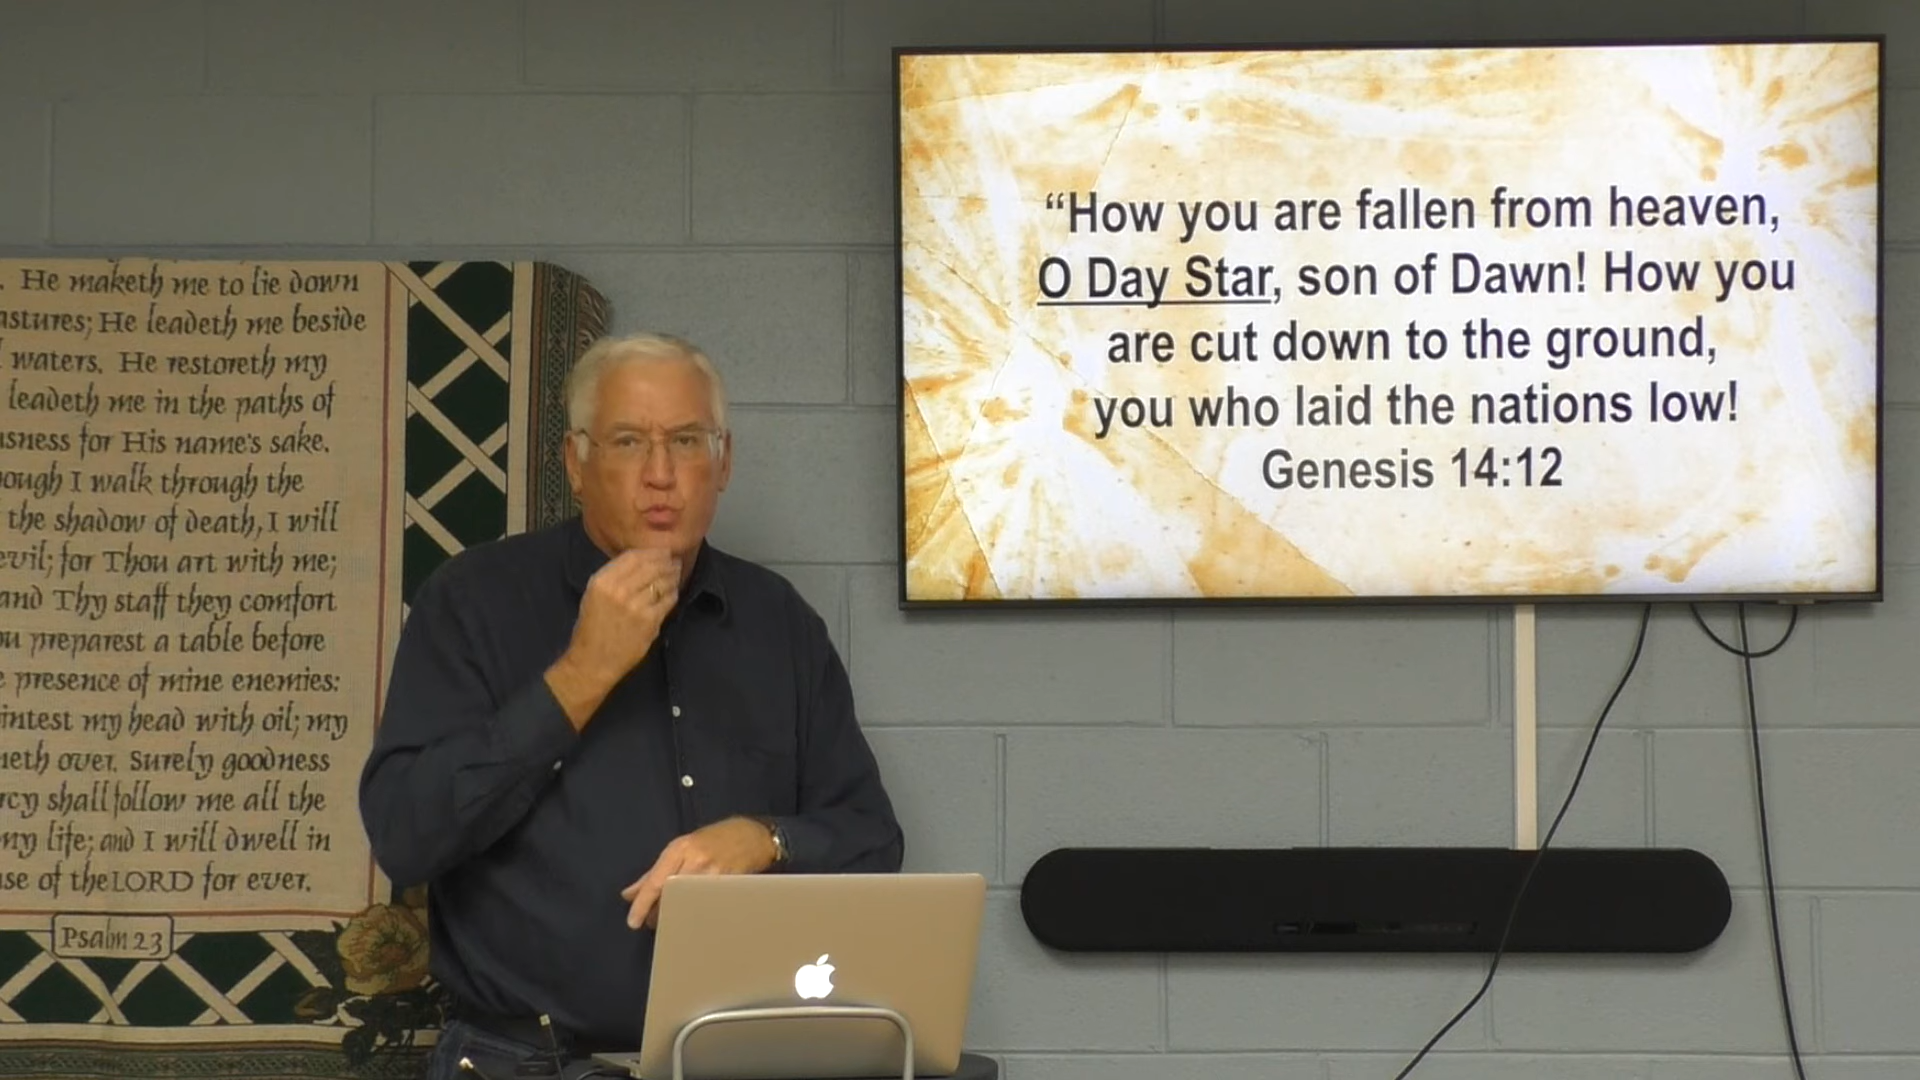 . He maketh me to lie down
astures; He leadeth me beside
waters. He restoreth my
leadeth me in the paths of
sness for His name's sake.
ough I walk through the
the shadow of death, I will
evil; for Thou art with me;
and Thy staff they comfort
ou preparest a table before
e presence of mine enemies:
intest my head with oil; my
neth over. Surely goodness
rcy shall follow me all the
my life; and I will dwell in
se of the LORD for ever.
Psalm 23
“How you are fallen from heaven,
O Day Star, son of Dawn! How you
are cut down to the ground,
you who laid the nations low!
Genesis 14:12